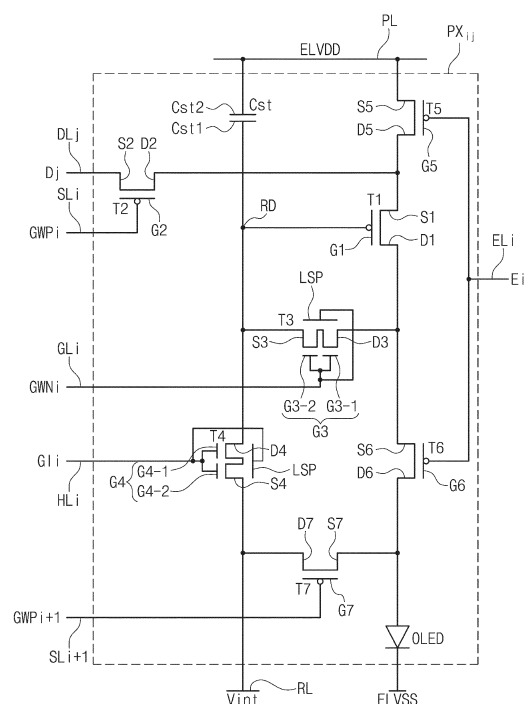 PL
ELVDD
PXij
Cst2 Cst
Cst1
S5 T5
D5
G5
DLj
Dj
S2 D2
SLi
T2
G2
GWPi
RD
T1
S1
G1
D1
ELi
Ei
LSP
T3
S3
D3
GLi
GWNi
G3-2 G3-1
G3
T4
D4
GIi
G4
G4-1
G4-2
LSP
S4
HLi
S6 T6
D6
G6
D7 S7
T7
G7
GWPi+1
SLi+1
OLED
Vint
RL
ELVSS